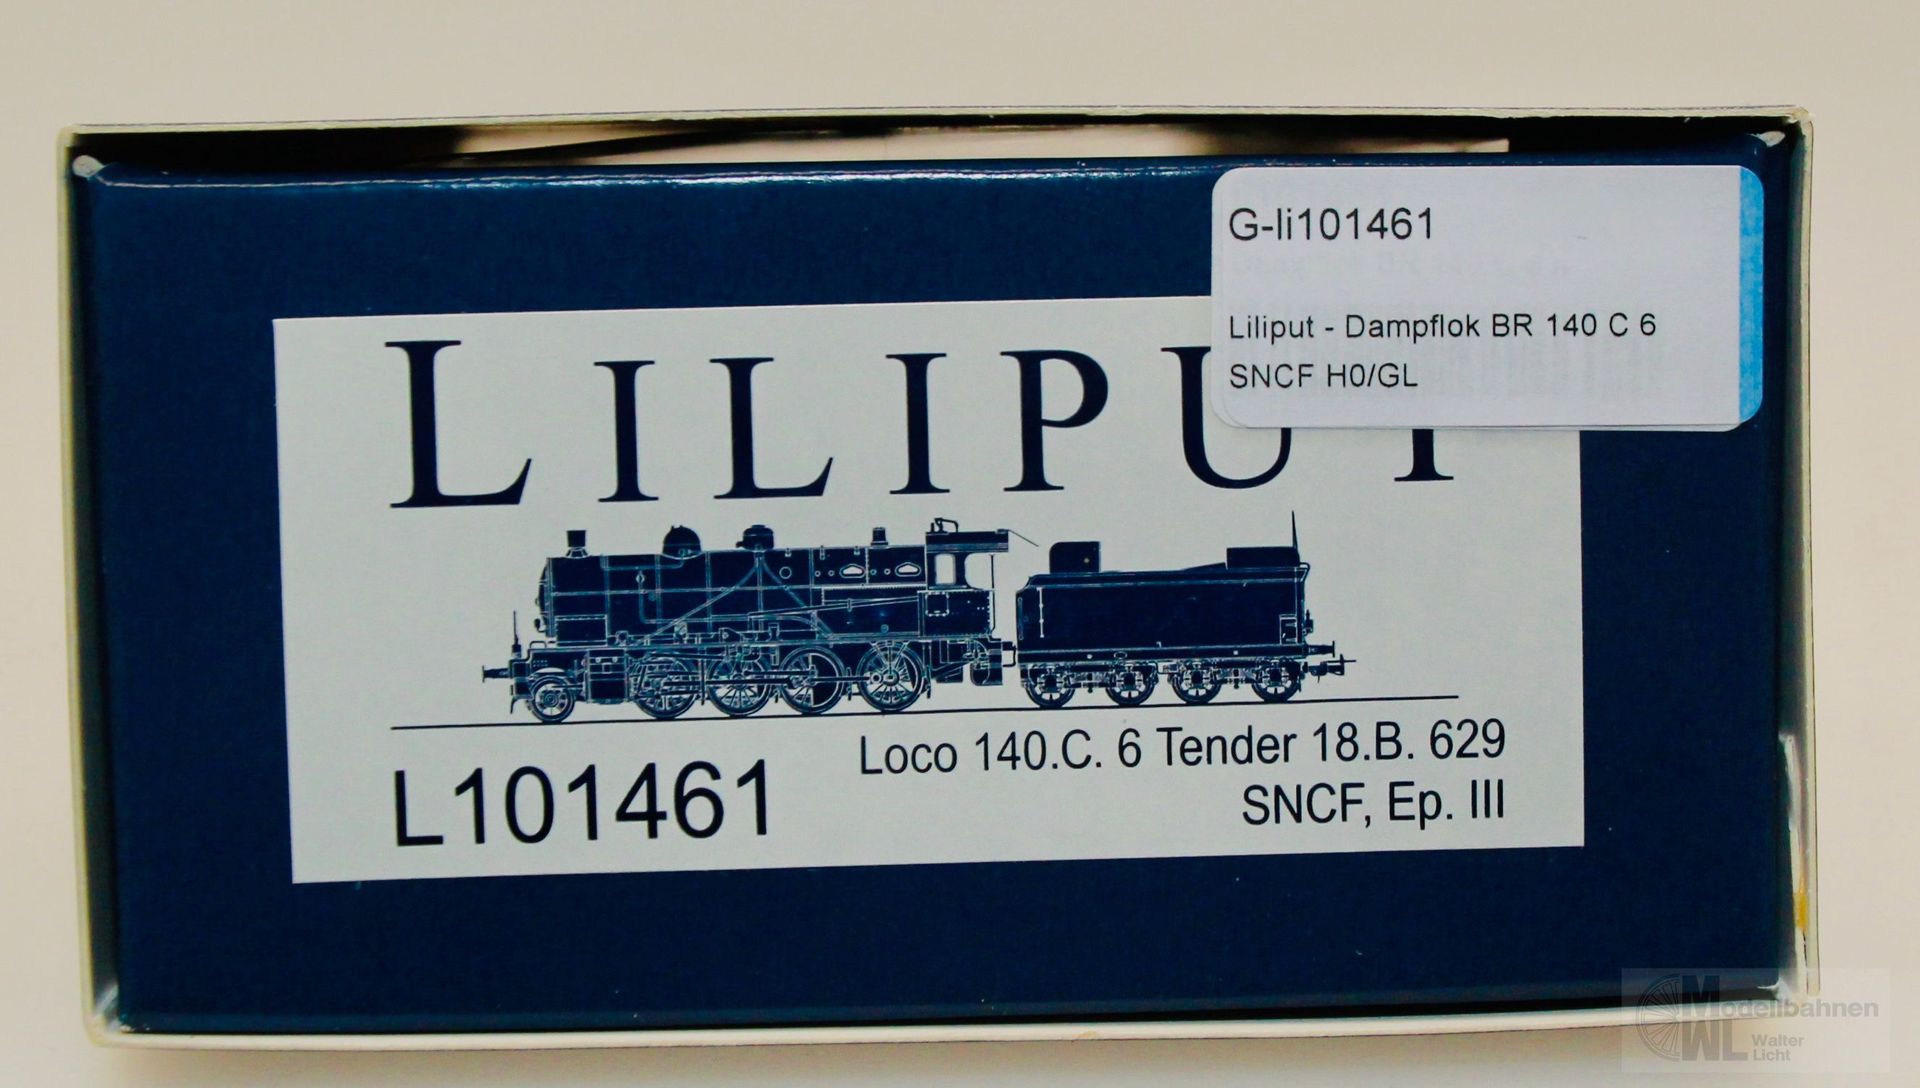 G-li101461
Liliput - Dampflok BR 140 C 6
SNCF H0/GL
LILIPUT
L101461
Loco 140.C. 6 Tender 18.B. 629
SNCF, Ep. III
Modellbahnen
WL Walter
Licht